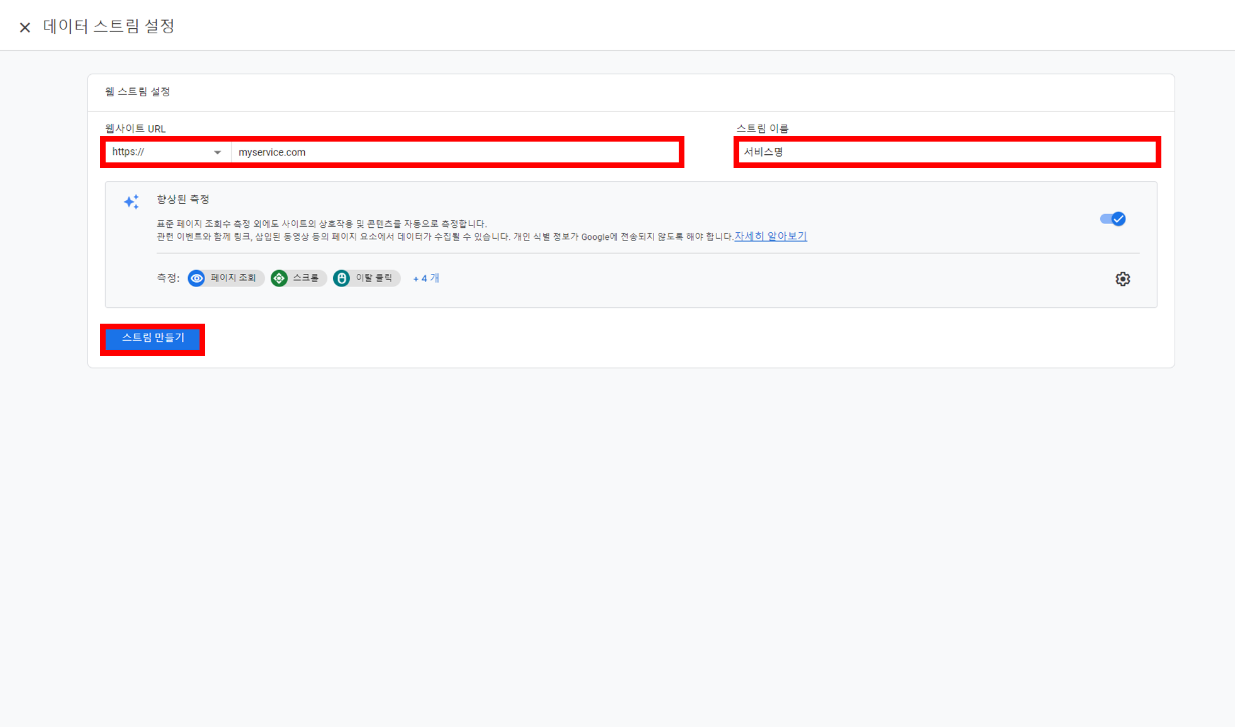 데이터 스트림 설정
웹 스트림 설정
웹사이트 URL
스트림 이름
https://
myservice.com
서비스명
향상된 측정
표준 페이지 조회수 측정 외에도 사이트의 상호작용 및 콘텐츠를 자동으로 측정합니다.
관련 이벤트와 함께 링크, 삽입된 동영상 등의 페이지 요소에서 데이터가 수집될 수 있습니다. 개인 식별 정보가 Google에 전송되지 않도록 해야 합니다. 자세히 알아보기
측정: 페이지 조회 스크롤 이탈 클릭 + 4 개
스트림 만들기